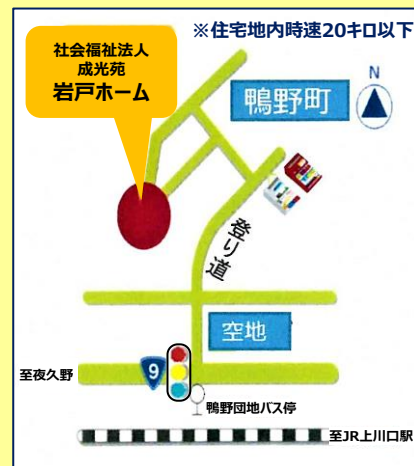 ※住宅地内時速20キロ以下
社会福祉法人
成光苑
岩戸ホーム
N
鴨野町
登り道
空地
9
至夜久野
鴨野団地バス停
至JR上川口駅